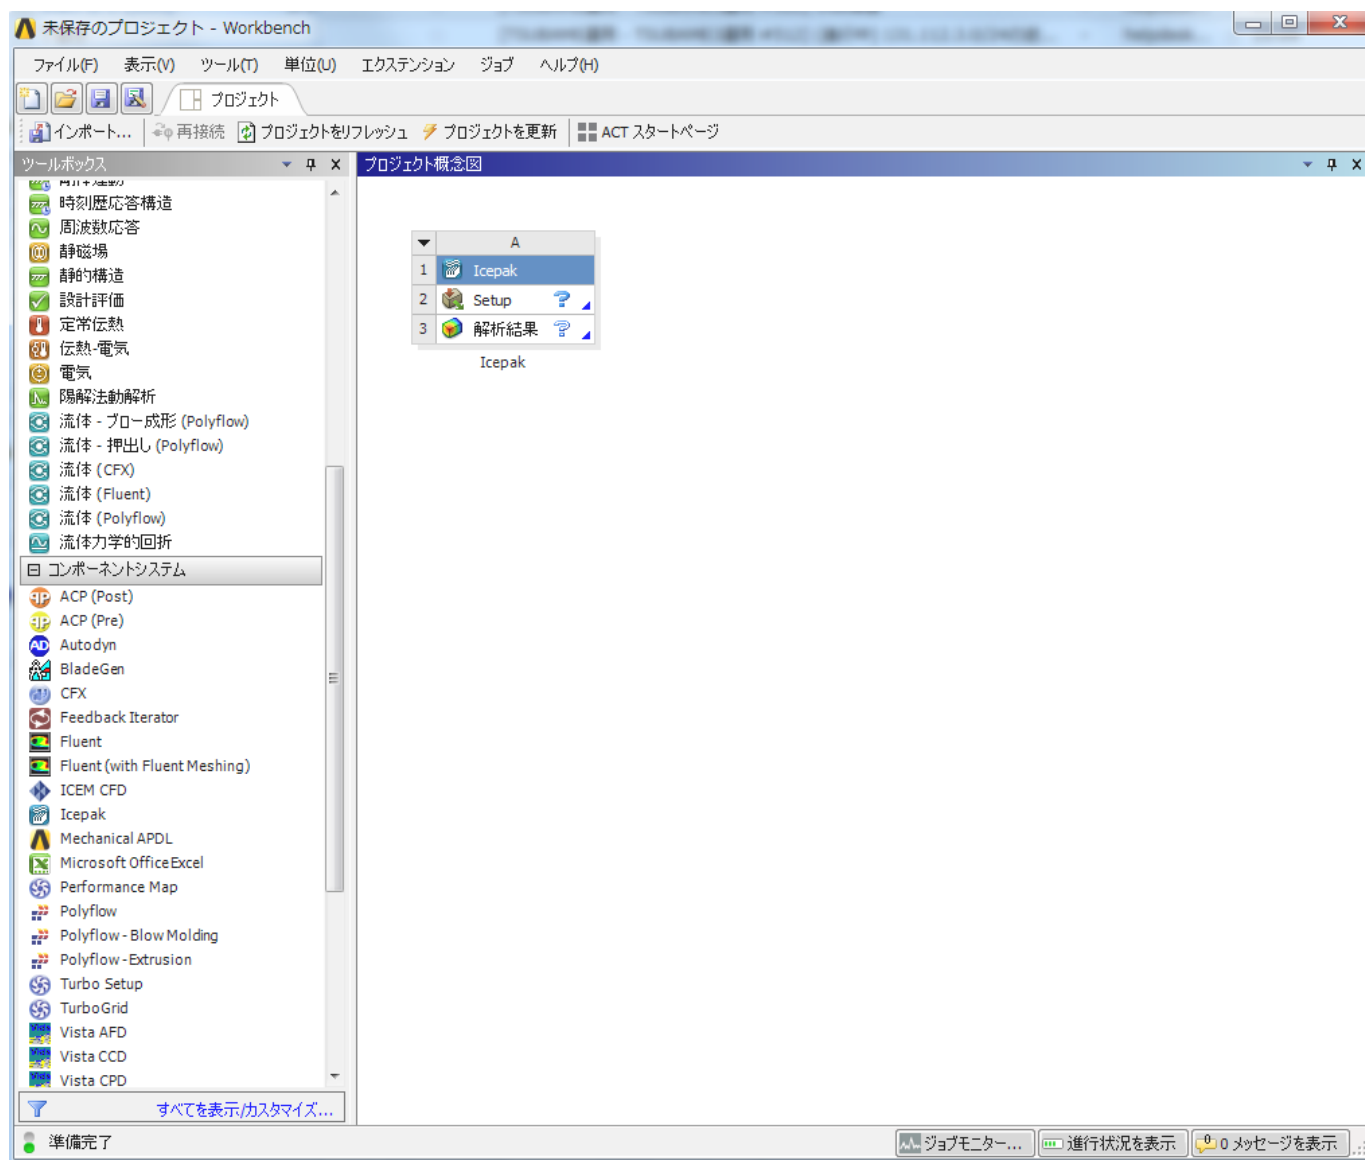 未保存のプロジェクト - Workbench
ファイル(F) 表示(V) ツール(T) 単位(U) エクステンション ジョブ ヘルプ(H)
プロジェクト
インポート... 再接続 プロジェクトをリフレッシュ プロジェクトを更新 ACT スタートページ
ツールボックス
プロジェクト概念図
時刻歴応答構造
周波数応答
静磁場
静的構造
設計評価
定常伝熱
伝熱-電気
電気
陽解法動解析
流体 - ブロー成形 (Polyflow)
流体 - 押出し (Polyflow)
流体 (CFX)
流体 (Fluent)
流体 (Polyflow)
流体力学的回折
コンポーネントシステム
ACP (Post)
ACP (Pre)
Autodyn
BladeGen
CFX
Feedback Iterator
Fluent
Fluent (with Fluent Meshing)
ICEM CFD
Icepak
Mechanical APDL
Microsoft Office Excel
Performance Map
Polyflow
Polyflow - Blow Molding
Polyflow - Extrusion
Turbo Setup
TurboGrid
Vista AFD
Vista CCD
Vista CPD
すべてを表示/カスタマイズ...
A
1 Icepak
2 Setup
3 解析結果
Icepak
準備完了
ジョブモニター... 進行状況を表示 0 メッセージを表示